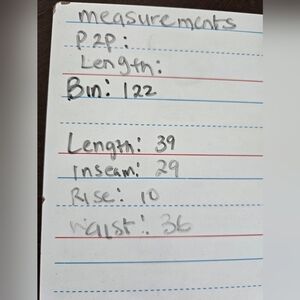 measurements
P2P:
Length:
Bin: 122
Length: 39
Inseam: 29
Rise: 10
waist: 36